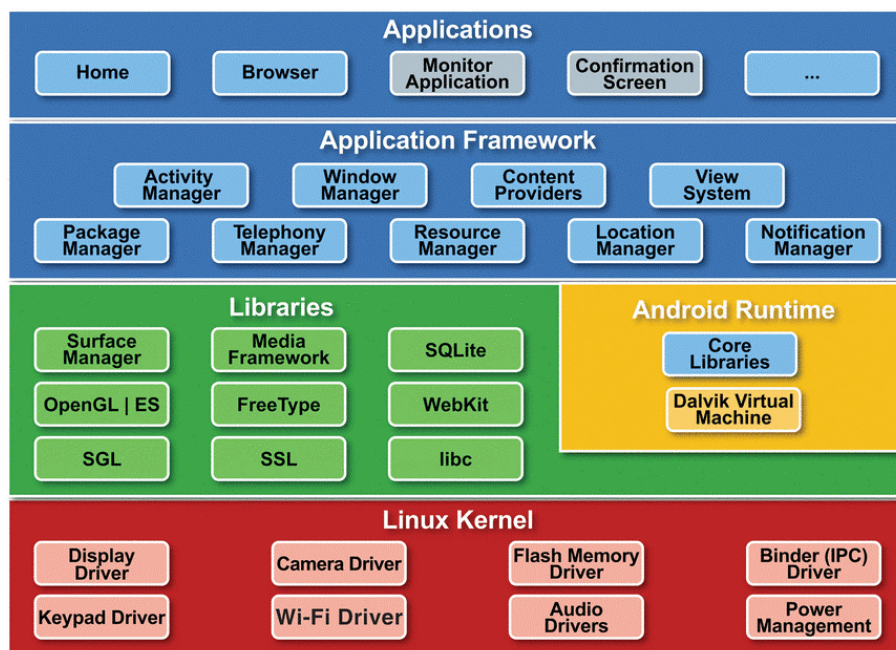 Applications
Home
Browser
Monitor
Application
Confirmation
Screen
...
Application Framework
Activity
Manager
Window
Manager
Content
Providers
View
System
Package
Manager
Telephony
Manager
Resource
Manager
Location
Manager
Notification
Manager
Libraries
Surface
Manager
Media
Framework
SQLite
OpenGL | ES
FreeType
WebKit
SGL
SSL
libc
Android Runtime
Core
Libraries
Dalvik Virtual
Machine
Linux Kernel
Display
Driver
Camera Driver
Flash Memory
Driver
Binder (IPC)
Driver
Keypad Driver
Wi-Fi Driver
Audio
Drivers
Power
Management